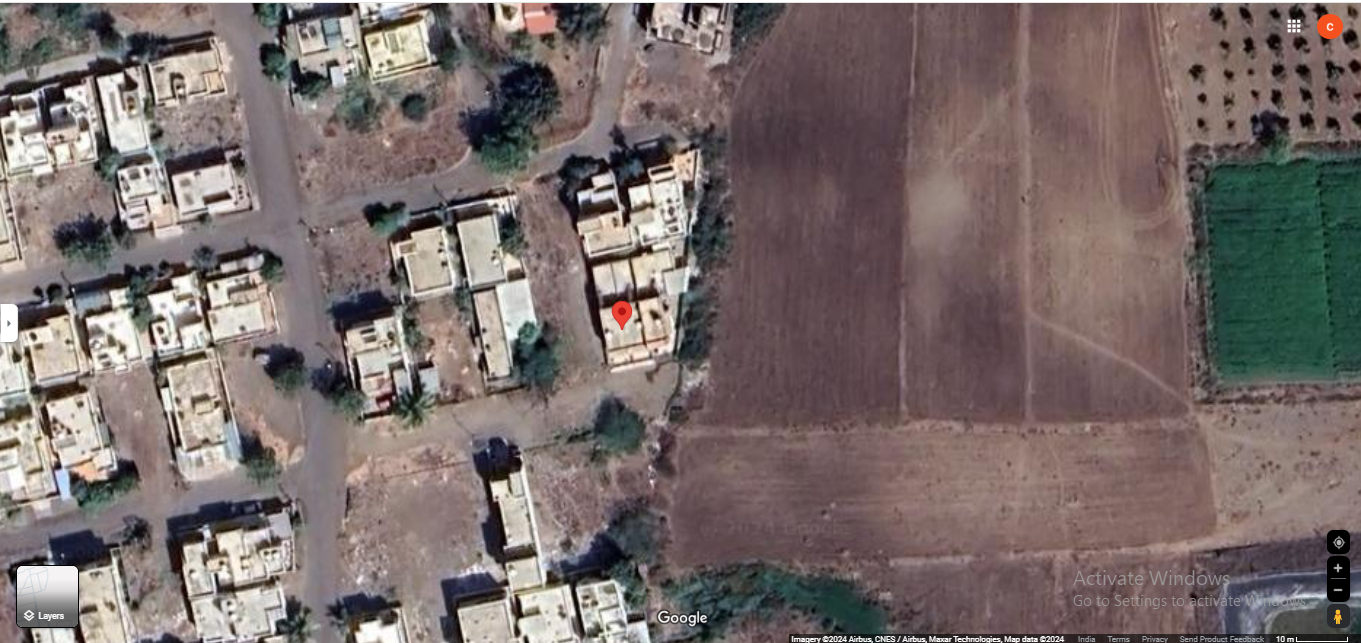 C
Activate Windows
Go to Settings to activate Windows.
Layers
Google
Imagery ©2024 Airbus, CNES / Airbus, Maxar Technologies, Map data ©2024 India Terms Privacy Send Product Feedback 10 m